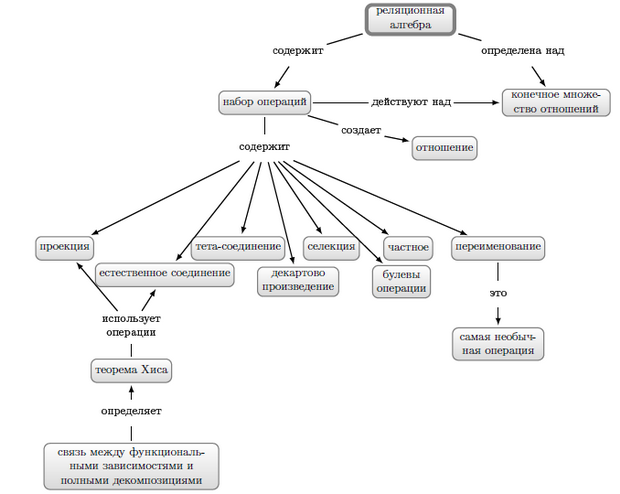 реляционная
алгебра
содержит
определена над
набор операций
действуют над
конечное множе-
ство отношений
создает
отношение
содержит
проекция
тета-соединение
селекция
частное
переименование
естественное соединение
декартово
произведение
булевы
операции
это
использует
операции
самая необыч-
ная операция
теорема Хиса
определяет
связь между функциональ-
ными зависимостями и
полными декомпозициями